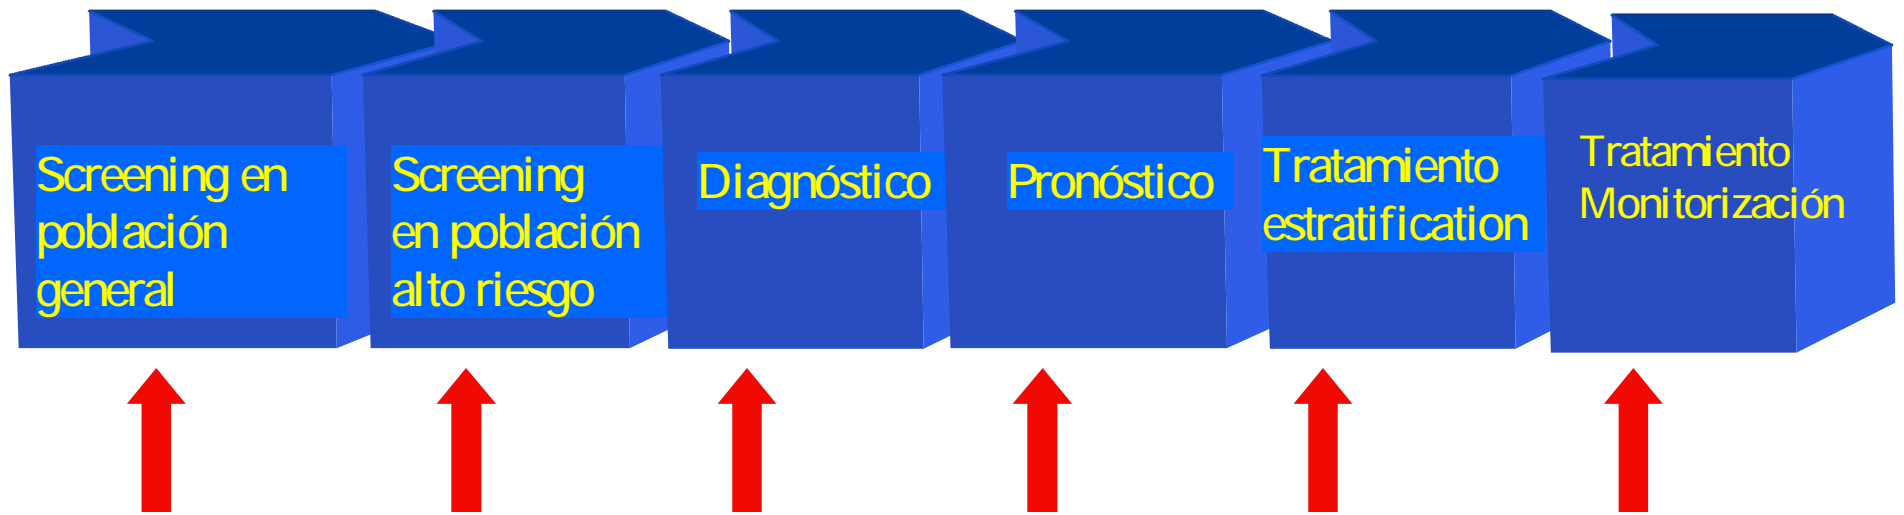 Screening en
población
general
Screening
en población
alto riesgo
Diagnóstico
Pronóstico
Tratamiento
estratification
Tratamiento
Monitorización